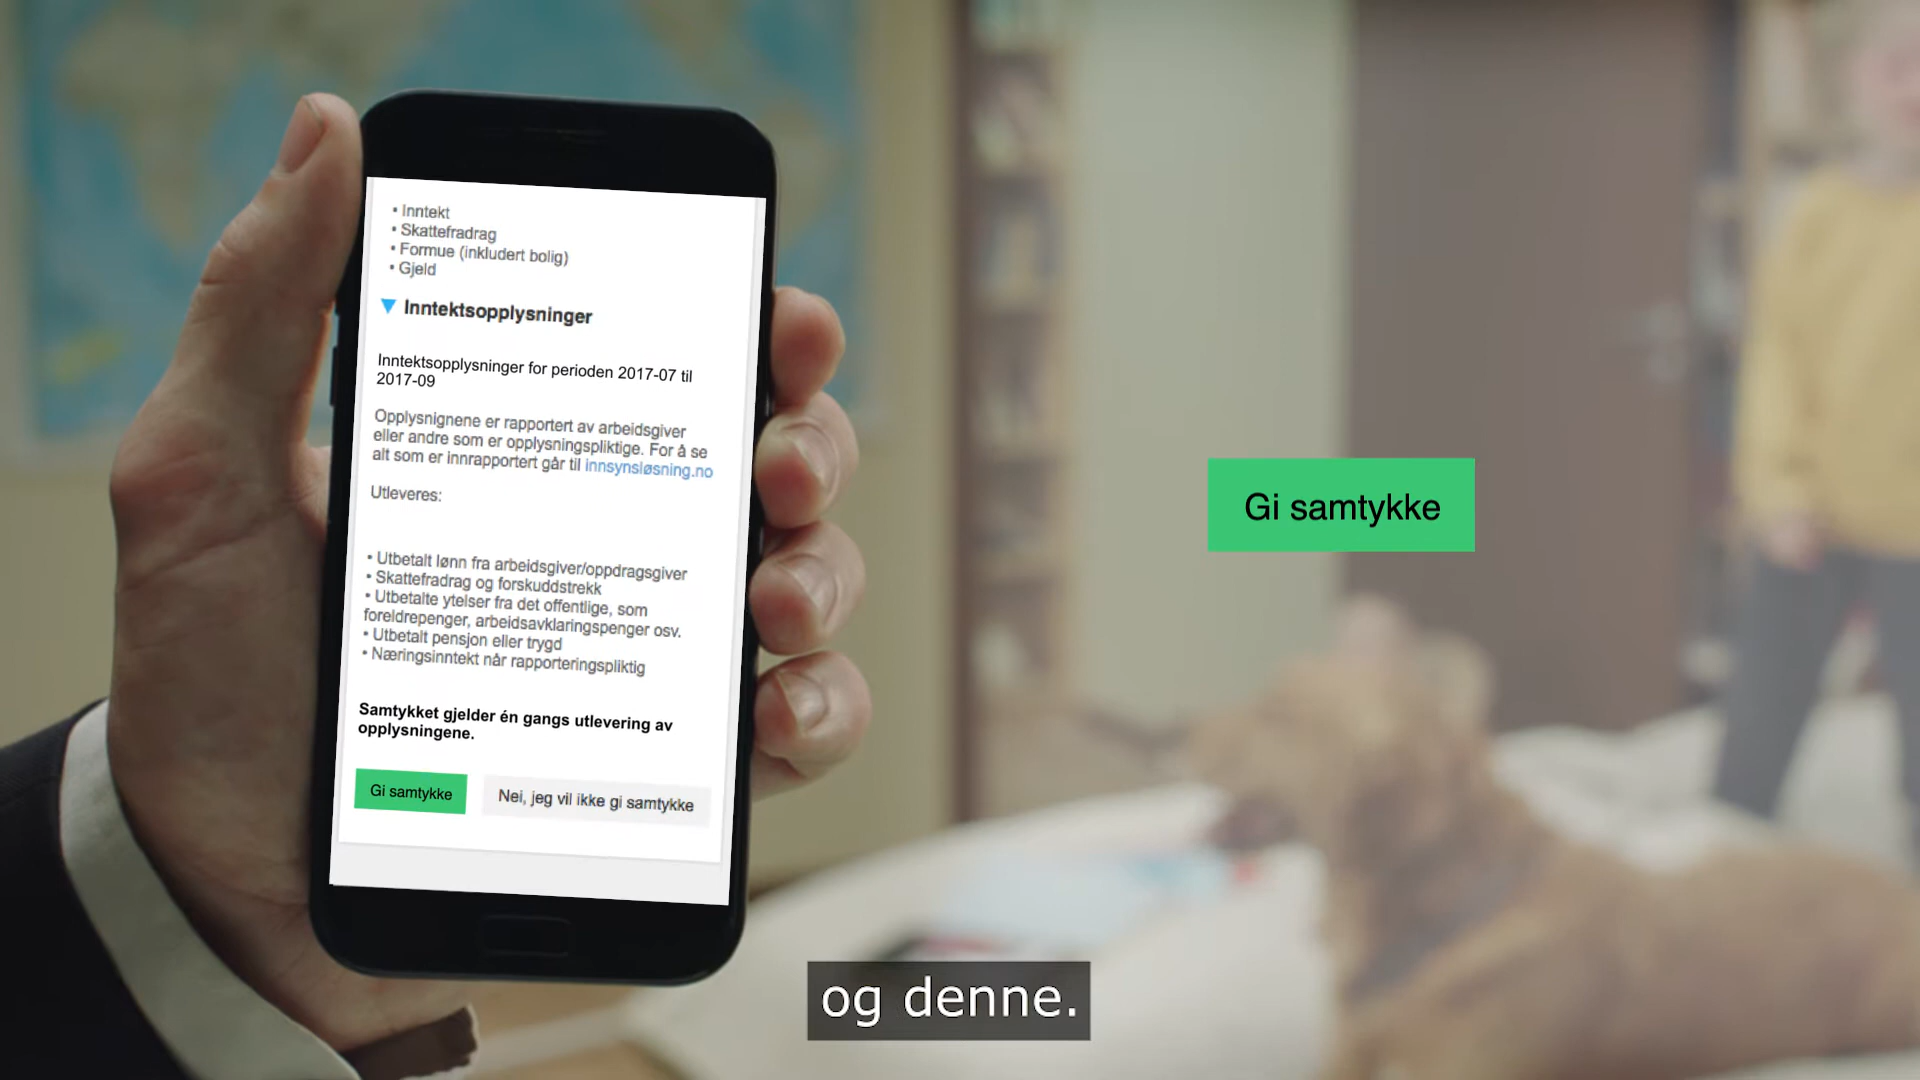 • Inntekt
• Skattefradrag
• Formue (inkludert bolig)
• Gjeld
Inntektsopplysninger
Inntektsopplysninger for perioden 2017-07 til
2017-09
Opplysnignene er rapportert av arbeidsgiver
eller andre som er opplysningspliktige. For å se
alt som er innrapportert går til innsynsløsning.no
Utleveres:
• Utbetalt lønn fra arbeidsgiver/oppdragsgiver
• Skattefradrag og forskuddstrekk
• Utbetalte ytelser fra det offentlige, som
foreldrepenger, arbeidsavklaringspenger osv.
• Utbetalt pensjon eller trygd
• Næringsinntekt når rapporteringspliktig
Samtykket gjelder én gangs utlevering av
opplysningene.
Gi samtykke
Nei, jeg vil ikke gi samtykke
Gi samtykke
og denne.